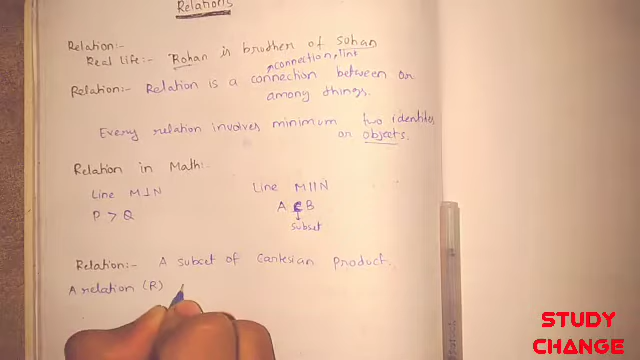 Relations
Relation:-
Real Life:- Rohan is brother of Sohan
connection, link
Relation:- Relation is a connection between or
among things.
Every relation involves minimum two identites
or objects.
Relation in Math:-
Line M⊥N Line M||N
P > Q A ⊂ B
subset
Relation:- A subset of Cartesian product.
A relation (R)
STUDY
CHANGE